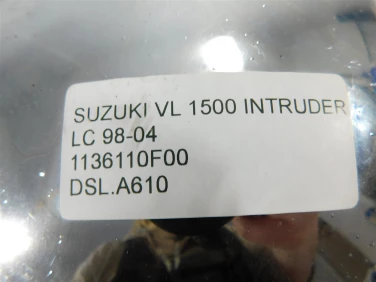 SUZUKI VL 1500 INTRUDER
LC 98-04
1136110F00
DSL.A610